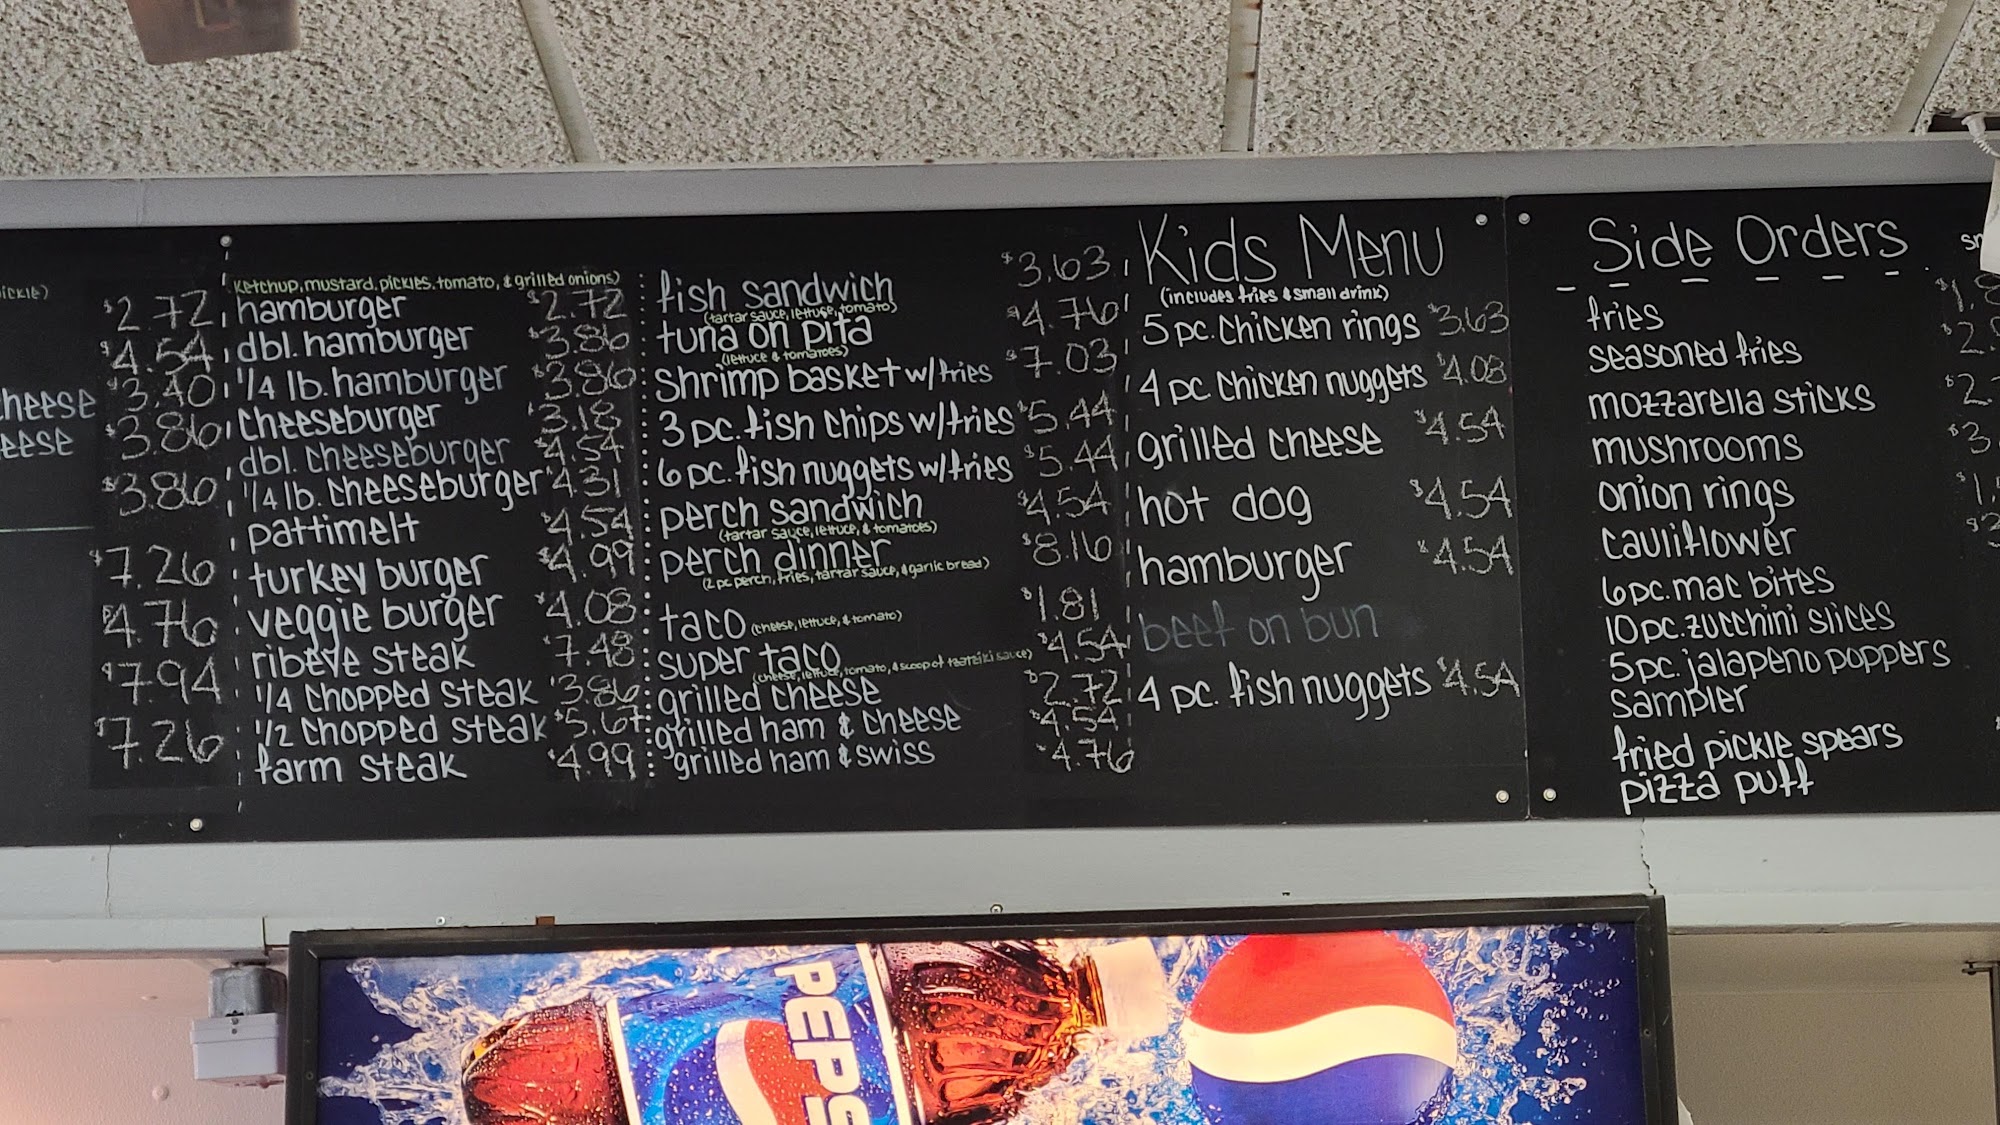 $2.72
$4.54
cheese $3.40
$3.86
$3.86
$7.26
$4.76
$7.94
$7.26
ketchup, mustard, pickles, tomato, & grilled onions)
hamburger $2.72
dbl. hamburger $3.86
1/4 lb. hamburger $3.86
cheeseburger $3.18
dbl. cheeseburger $4.54
1/4 lb. cheeseburger $4.31
pattimelt $4.54
turkey burger $4.99
veggie burger $4.08
ribeye steak $7.48
1/4 chopped steak $3.86
1/2 chopped steak $5.67
farm steak $4.99
fish sandwich $3.63
(tartar sauce, lettuce, tomato)
tuna on pita $4.76
(lettuce & tomatoes)
shrimp basket w/fries $7.03
3 pc. fish chips w/fries $5.44
6 pc. fish nuggets w/fries $5.44
perch sandwich $4.54
(tartar sauce, lettuce, & tomatoes)
perch dinner $8.16
(2 pc perch, fries, tartar sauce, & garlic bread)
taco (cheese, lettuce, & tomato) $1.81
super taco $4.54
(cheese, lettuce, tomato, & scoop of tzatziki sauce)
grilled cheese $2.72
grilled ham & cheese $4.54
grilled ham & swiss $4.76
Kids Menu
(includes fries & small drink)
5 pc. chicken rings $3.63
4 pc chicken nuggets $4.08
grilled cheese $4.54
hot dog $4.54
hamburger $4.54
beef on bun
4 pc. fish nuggets $4.54
Side Orders
fries
seasoned fries
mozzarella sticks
mushrooms
onion rings
cauliflower
6 pc. mac bites
10 pc. zucchini slices
5 pc. jalapeno poppers
sampler
fried pickle spears
pizza puff
PEPS